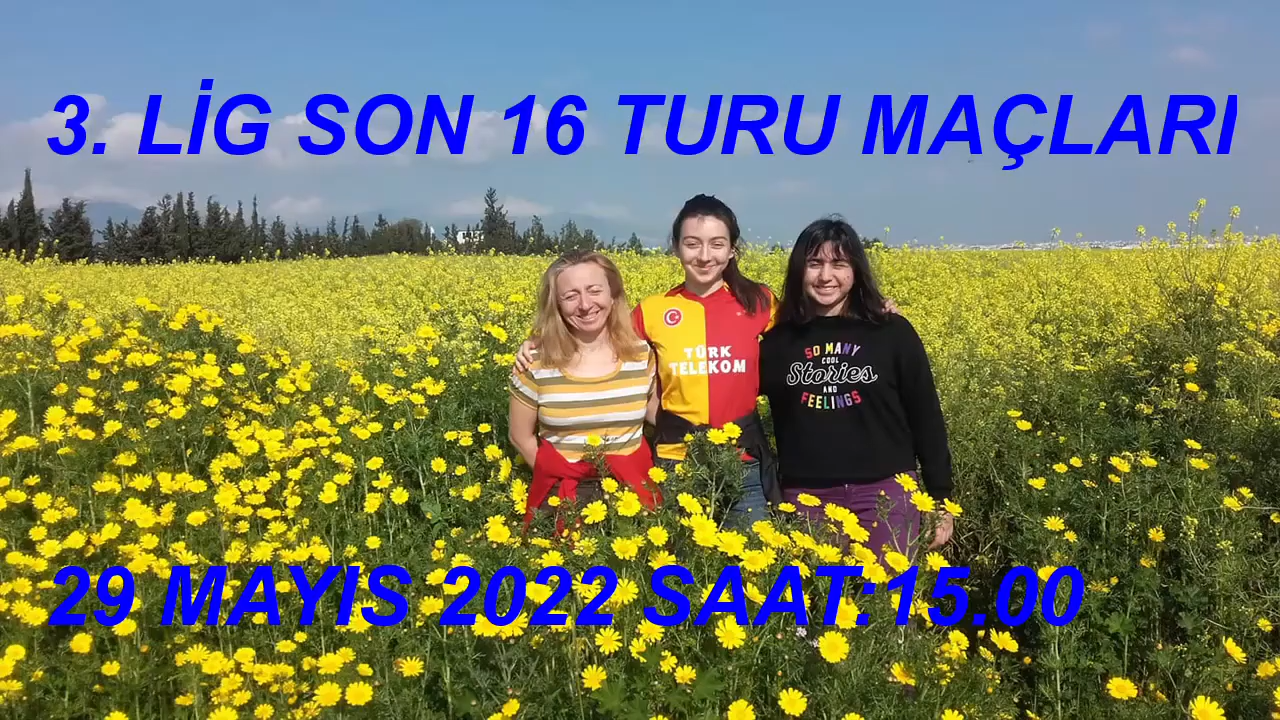 3. LİG SON 16 TURU MAÇLARI
TÜRK
TELEKOM
SO MANY
COOL
Stories
AND
FEELINGS
29 MAYIS 2022 SAAT:15.00